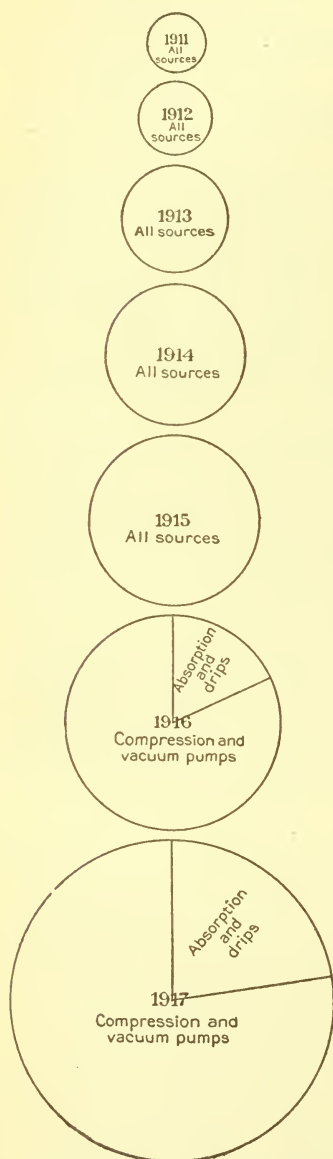 1911
All
sources
1912
All
sources
1913
All sources
1914
All sources
1915
All sources
Absorption
and
drips
1916
Compression and
vacuum pumps
Absorption
and
drips
1917
Compression and
vacuum pumps